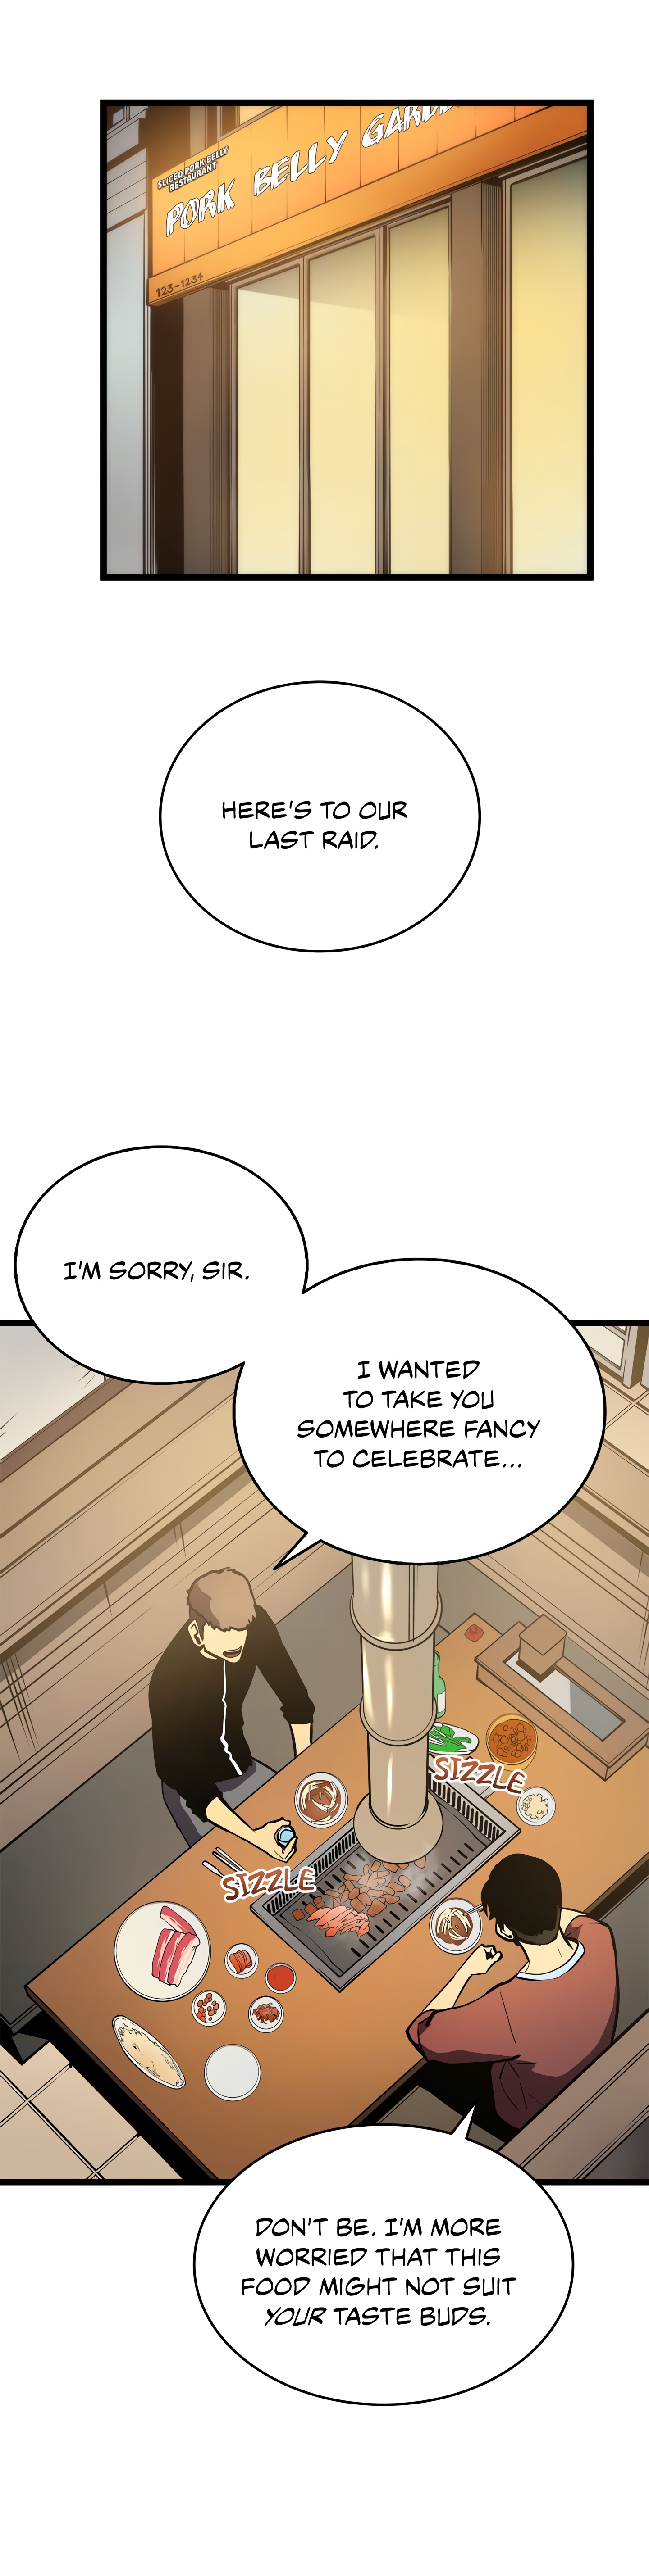 SLICED PORK BELLY
RESTAURANT
PORK BELLY GARDE
123-1234
HERE'S TO OUR
LAST RAID.
I'M SORRY, SIR.
I WANTED
TO TAKE YOU
SOMEWHERE FANCY
TO CELEBRATE...
SIZZLE
SIZZLE
DON'T BE. I'M MORE
WORRIED THAT THIS
FOOD MIGHT NOT SUIT
YOUR TASTE BUDS.